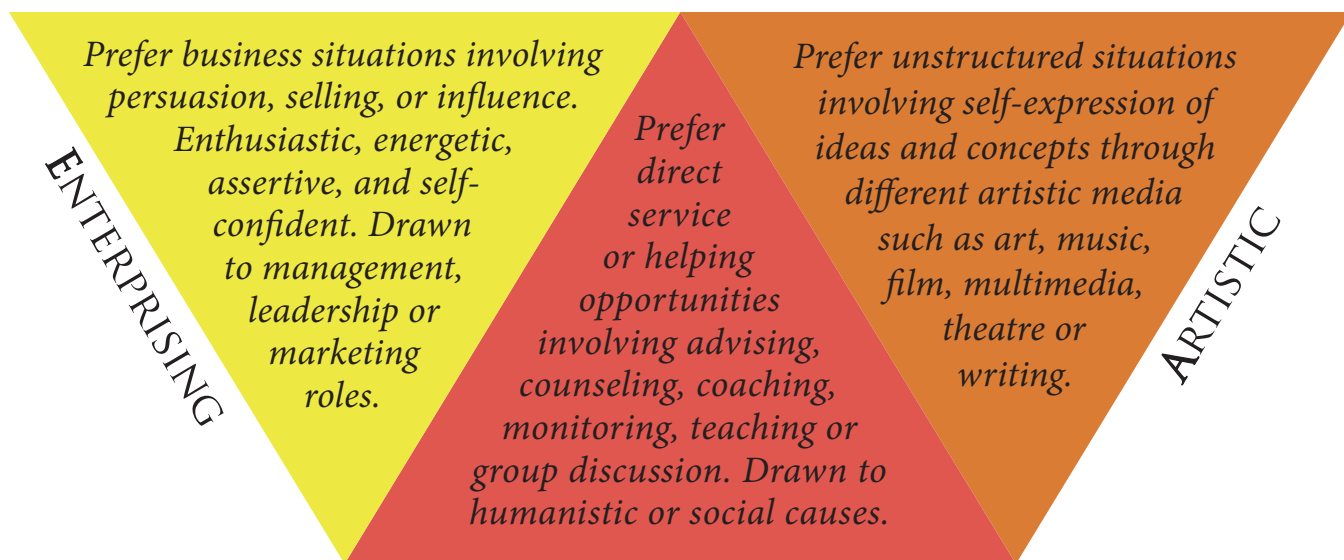 Prefer business situations involving
persuasion, selling, or influence.
Enthusiastic, energetic,
assertive, and self-
confident. Drawn
to management,
leadership or
marketing
roles.
ENTERPRISING
Prefer
direct
service
or helping
opportunities
involving advising,
counseling, coaching,
monitoring, teaching or
group discussion. Drawn to
humanistic or social causes.
Prefer unstructured situations
involving self-expression of
ideas and concepts through
different artistic media
such as art, music,
film, multimedia,
theatre or
writing.
ARTISTIC